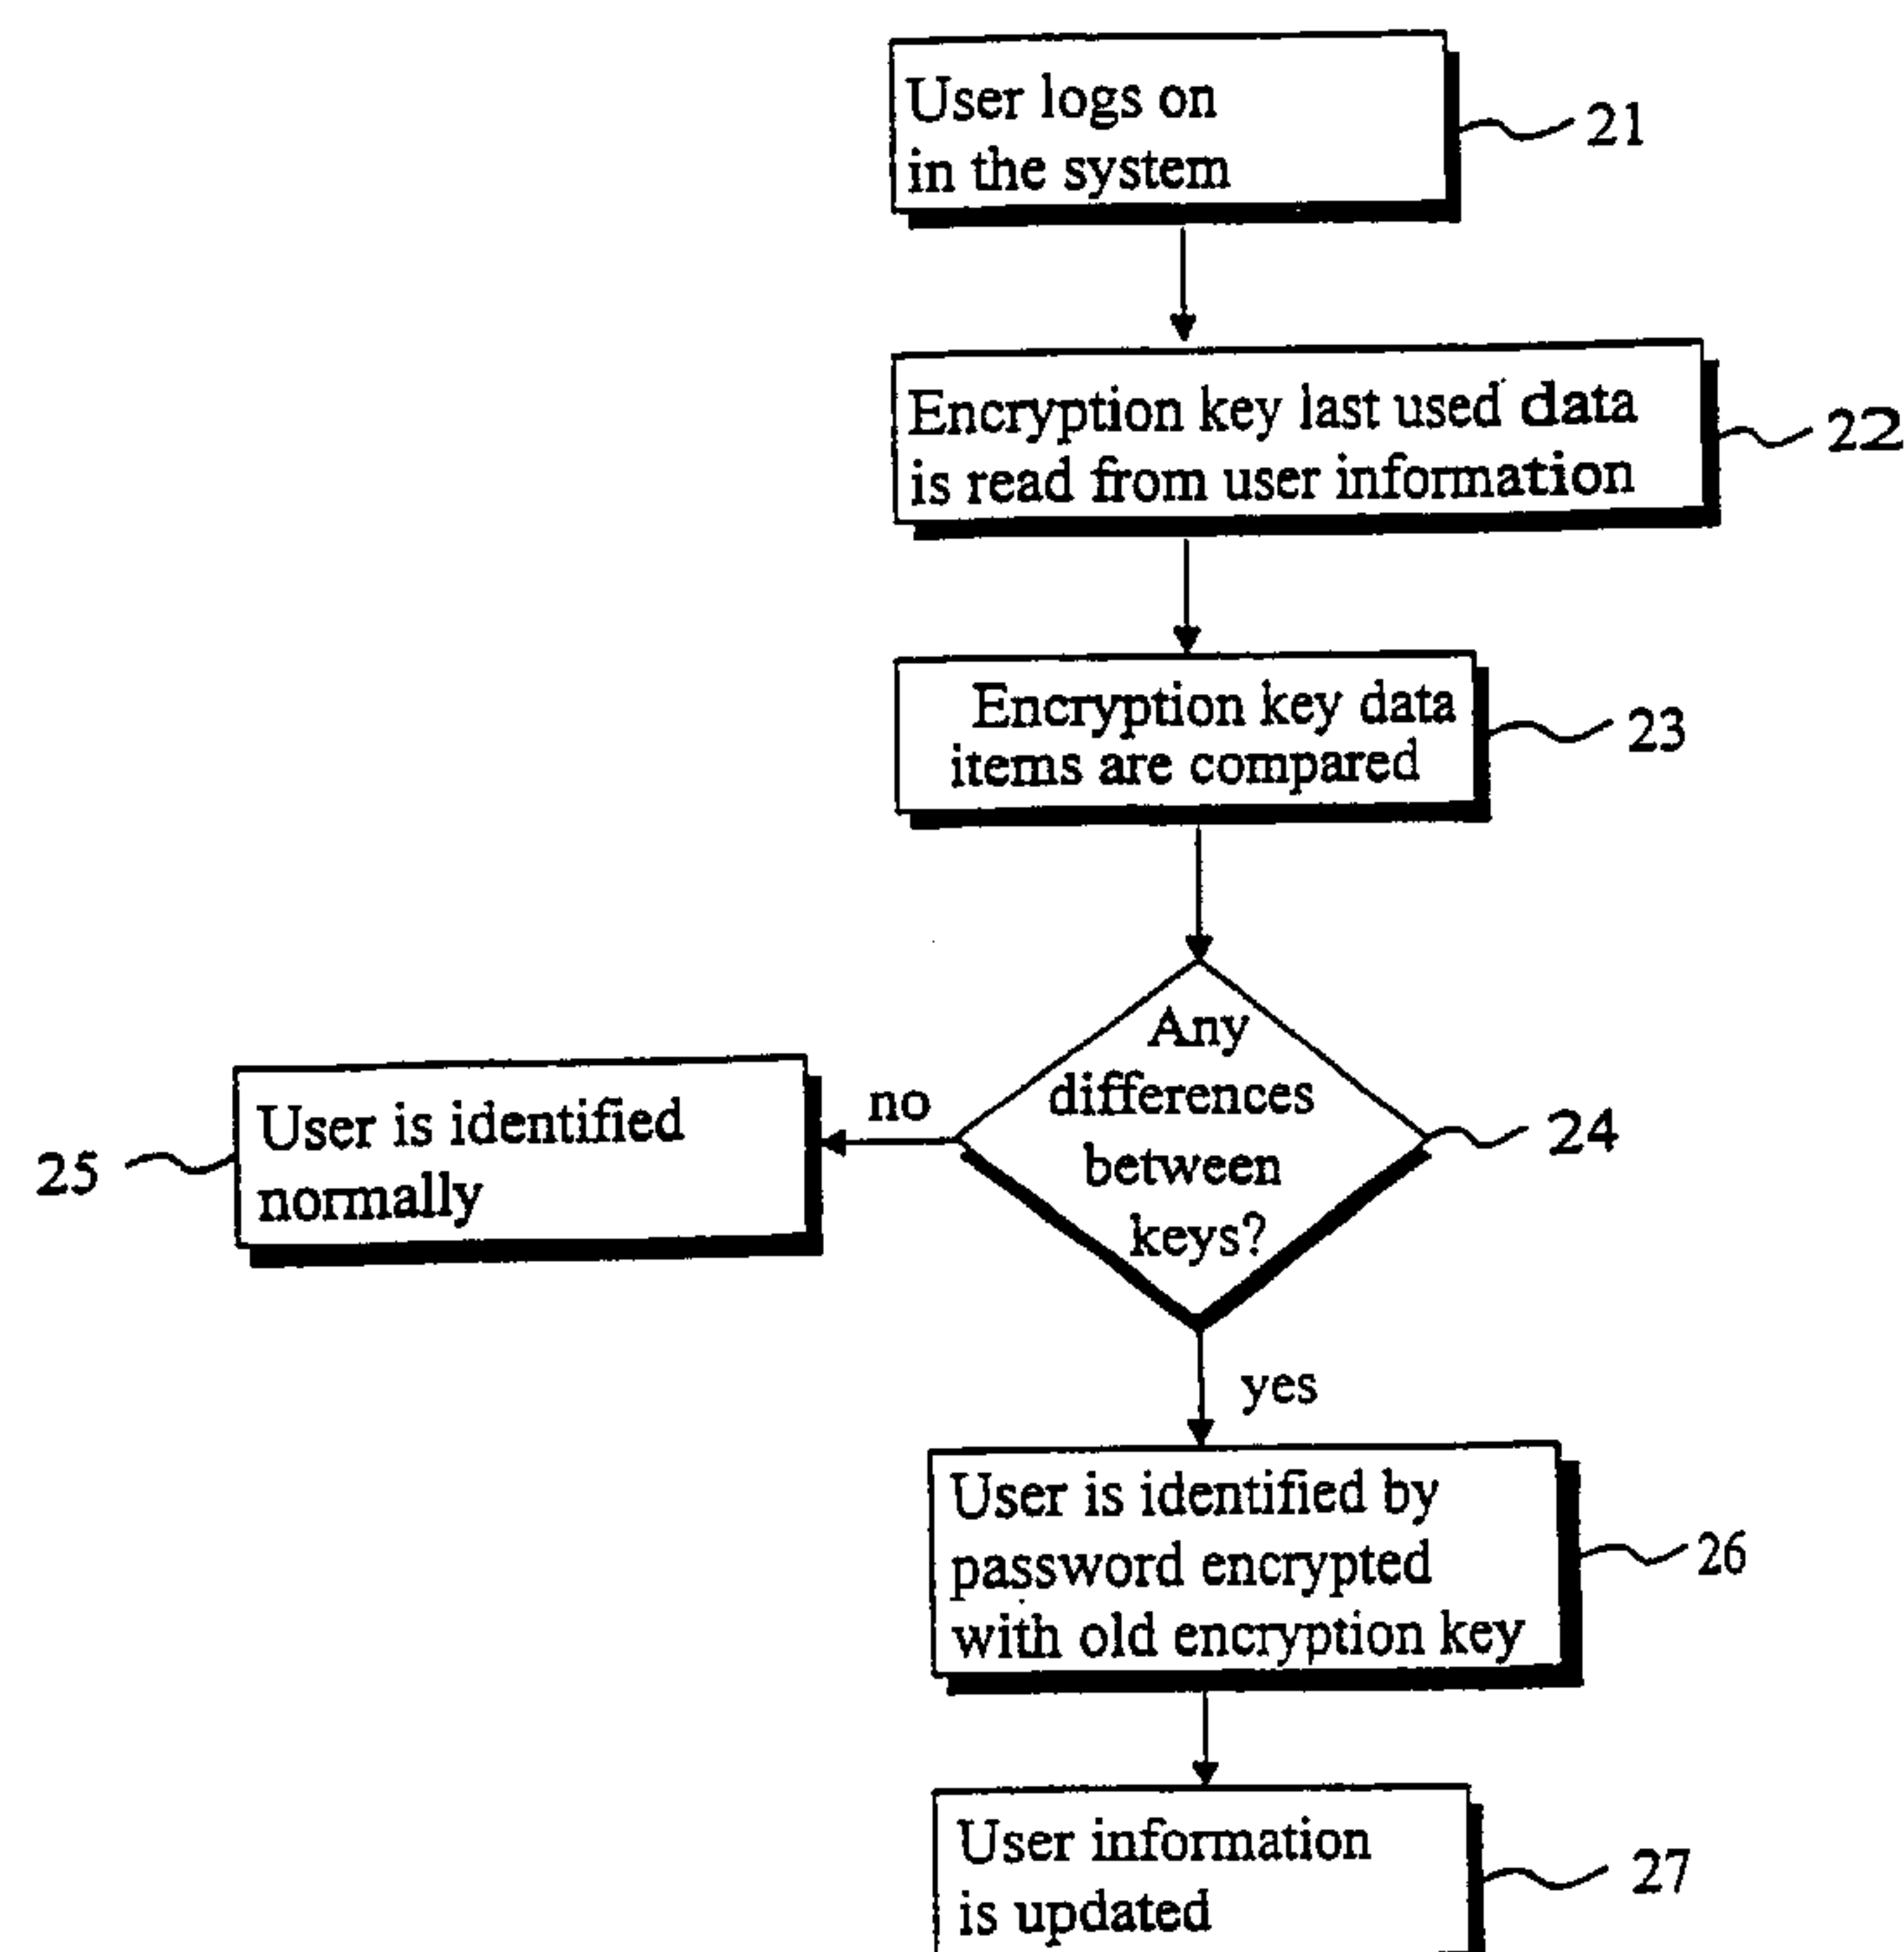 User logs on
in the system
21
Encryption key last used data
is read from user information
22
Encryption key data
items are compared
23
Any
differences
between
keys?
24
no
User is identified
normally
25
yes
User is identified by
password encrypted
with old encryption key
26
User information
is updated
27